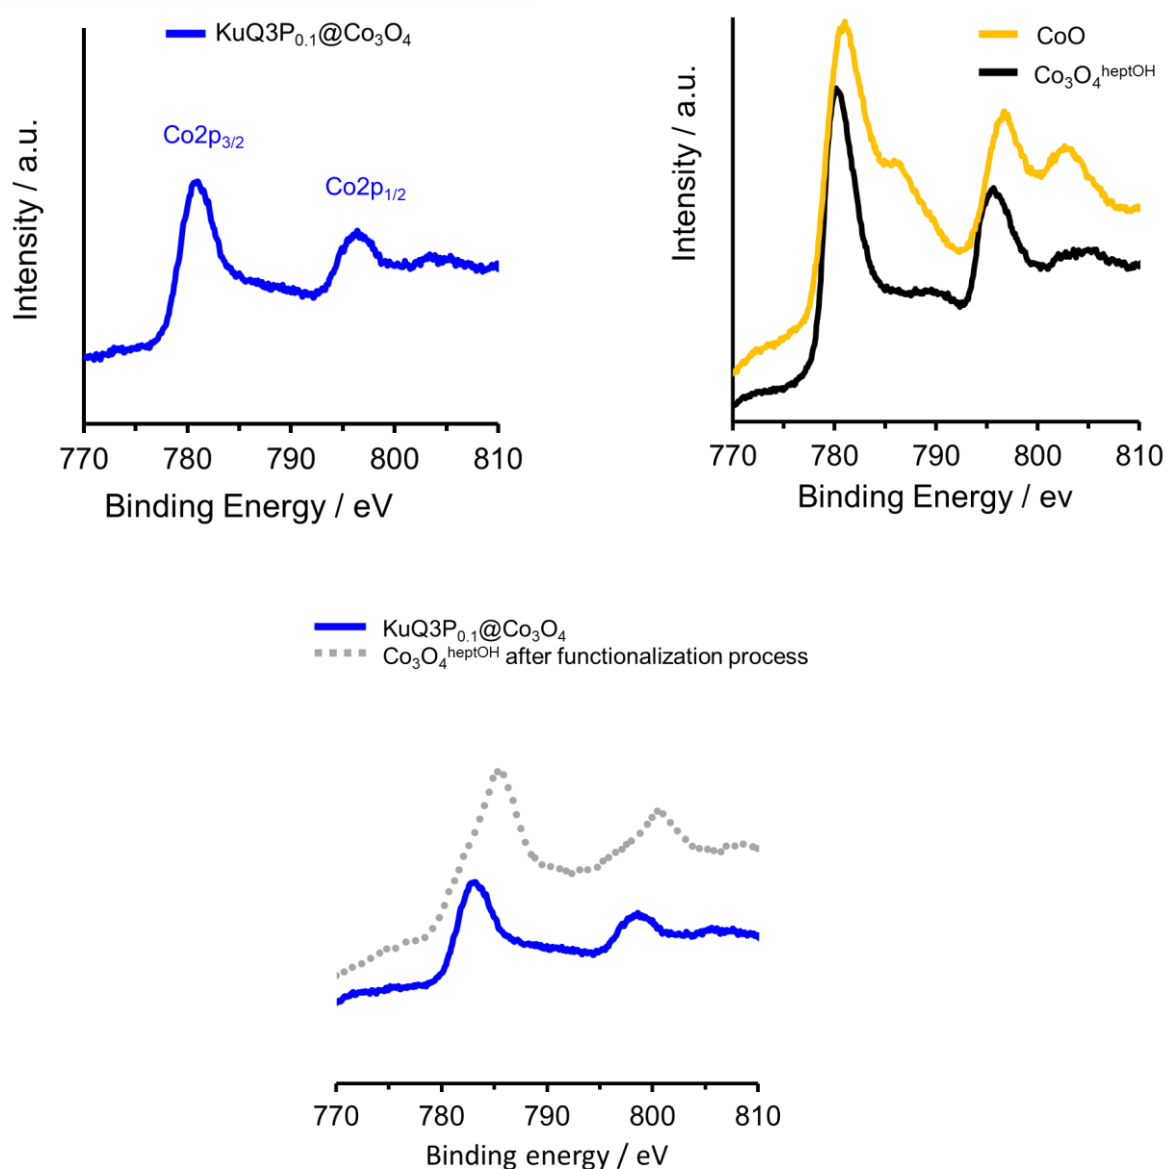 KuQ3P0.1@Co3O4
Intensity / a.u.
Co2p3/2
Co2p1/2
770 780 790 800 810
Binding Energy / eV
CoO
Co3O4heptOH
Intensity / a.u.
770 780 790 800 810
Binding Energy / ev
KuQ3P0.1@Co3O4
Co3O4heptOH after functionalization process
770 780 790 800 810
Binding energy / eV